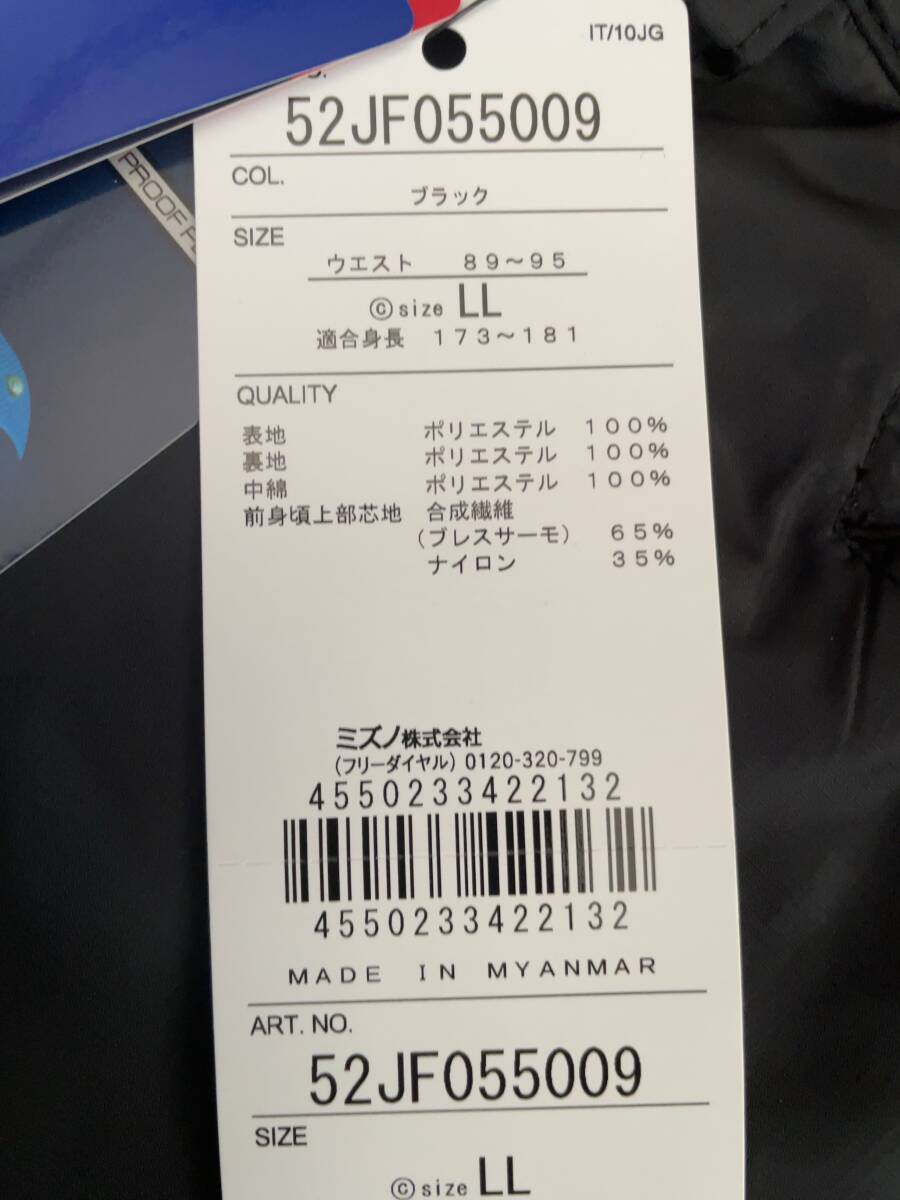 IT/10JG
52JF055009
COL.
ブラック
PROOF
SIZE
ウエスト 89~95
ⓒsize LL
適合身長 173~181
QUALITY
表地 ポリエステル 100%
裏地 ポリエステル 100%
中綿 ポリエステル 100%
前身頃上部芯地 合成繊維
(ブレスサーモ) 65%
ナイロン 35%
ミズノ株式会社
(フリーダイヤル) 0120-320-799
4550233422132
4550233422132
MADE IN MYANMAR
ART. NO.
52JF055009
SIZE
ⓒsize LL